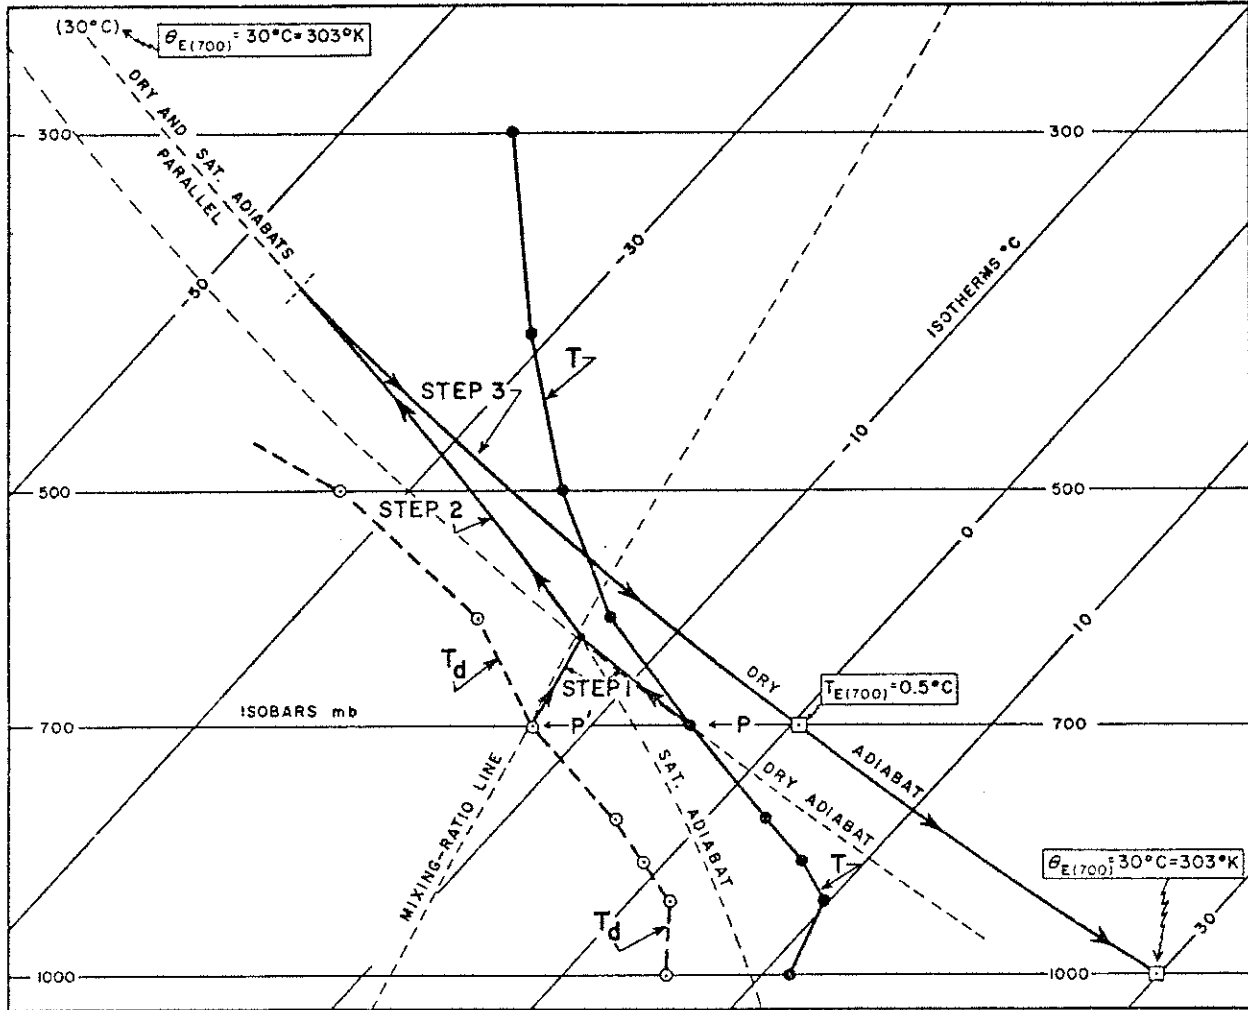 (30°C)
θE(700) = 30°C = 303°K
DRY AND SAT. ADIABATS
PARALLEL
300
300
-30
-50
ISOTHERMS °C
T
STEP 3
-10
500
500
STEP 2
0
10
Td
STEP 1
DRY
TE(700) = 0.5°C
ISOBARS mb
700
P'
P
700
SAT. ADIABAT
DRY ADIABAT
ADIABAT
MIXING-RATIO LINE
θE(700) = 30°C = 303°K
T
Td
30
1000
1000